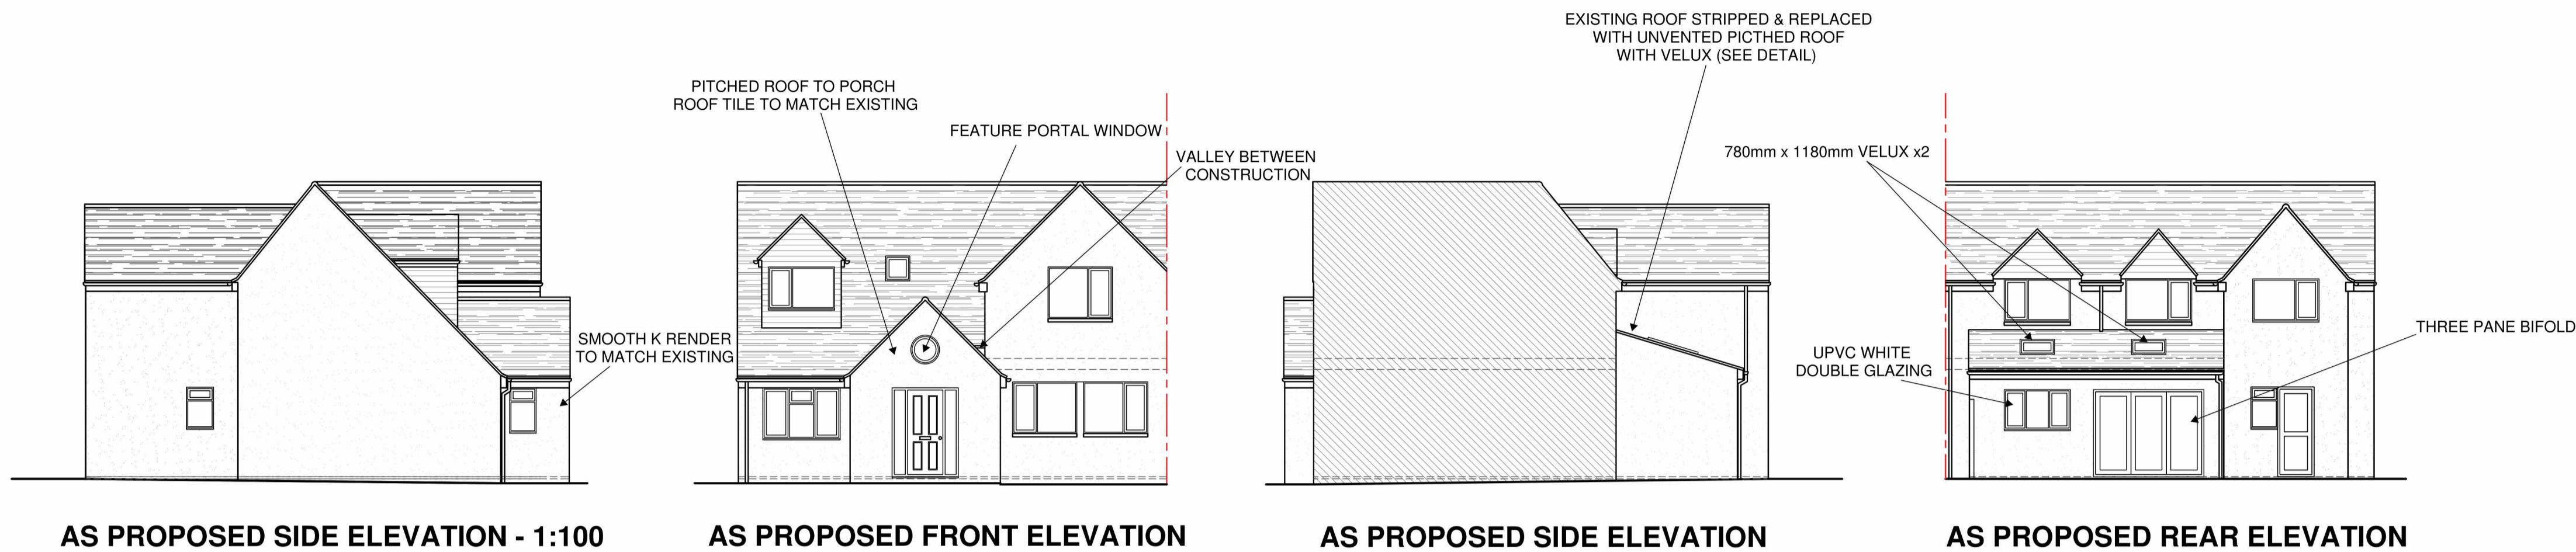 SMOOTH K RENDER
TO MATCH EXISTING
AS PROPOSED SIDE ELEVATION - 1:100
PITCHED ROOF TO PORCH
ROOF TILE TO MATCH EXISTING
FEATURE PORTAL WINDOW
VALLEY BETWEEN
CONSTRUCTION
AS PROPOSED FRONT ELEVATION
EXISTING ROOF STRIPPED & REPLACED
WITH UNVENTED PICTHED ROOF
WITH VELUX (SEE DETAIL)
AS PROPOSED SIDE ELEVATION
780mm x 1180mm VELUX x2
UPVC WHITE
DOUBLE GLAZING
THREE PANE BIFOLD
AS PROPOSED REAR ELEVATION